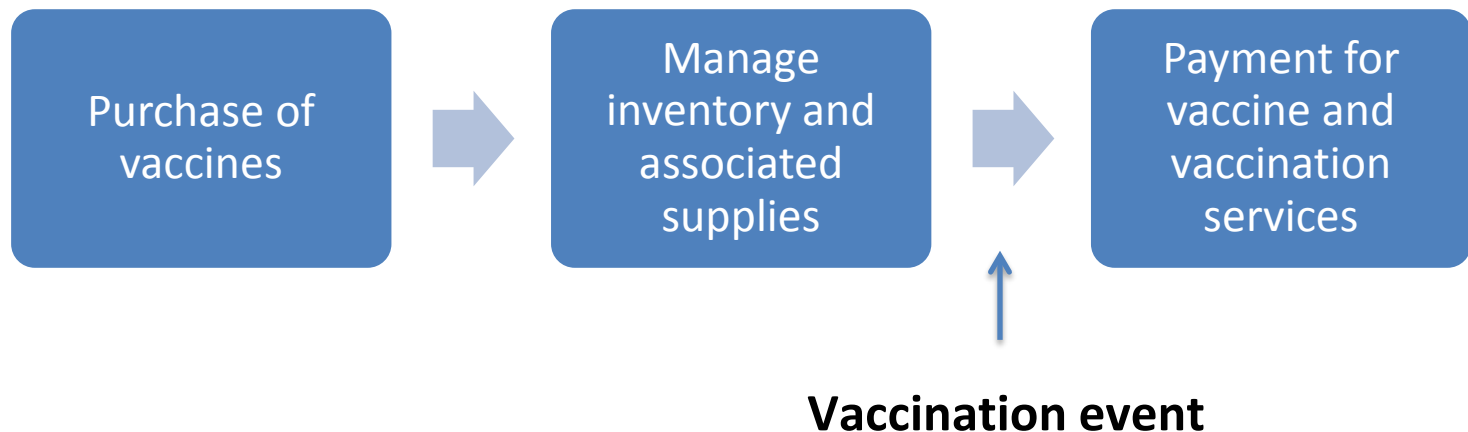 Purchase of
vaccines
Manage
inventory and
associated
supplies
Payment for
vaccine and
vaccination
services
Vaccination event